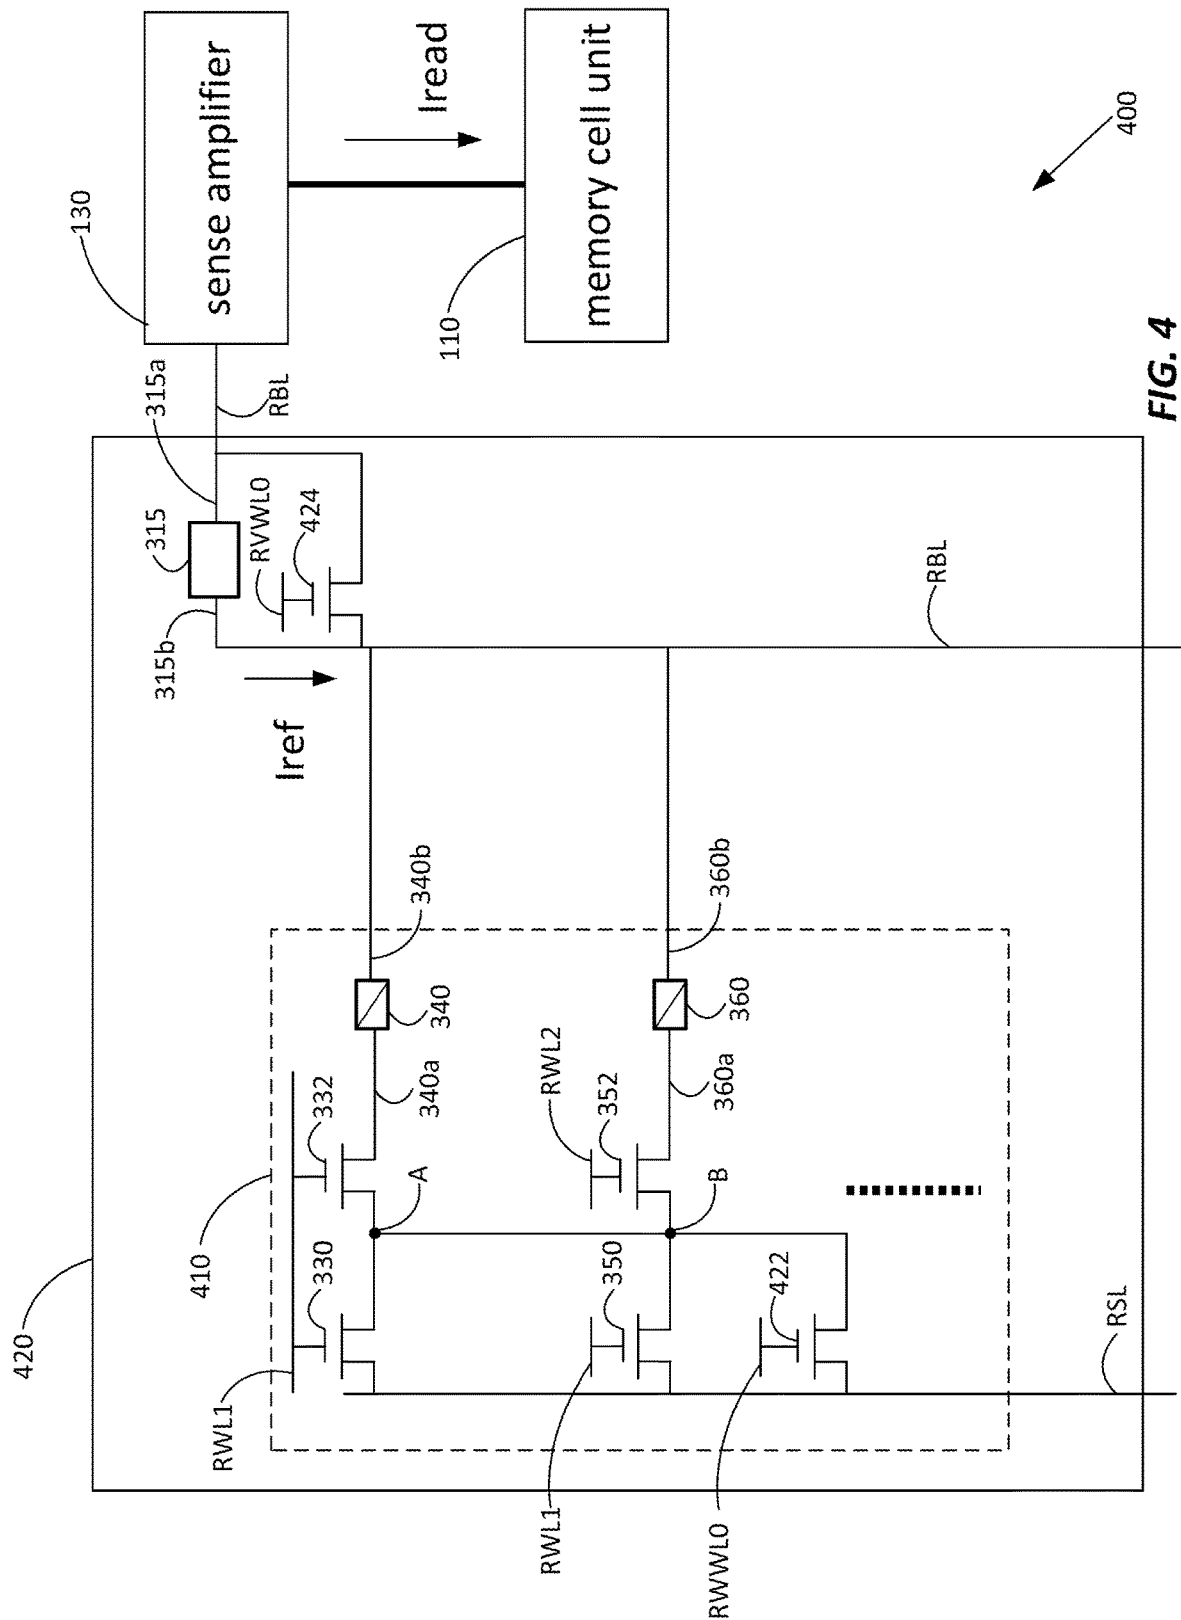 420
410
RWL1
330
332
340a
340
340b
A
RWL1
350
RWL2
352
B
360a
360
360b
RWWL0
422
RSL
Iref
315b
315
315a
RVWL0
424
RBL
RBL
130
sense amplifier
Iread
110
memory cell unit
400
FIG. 4